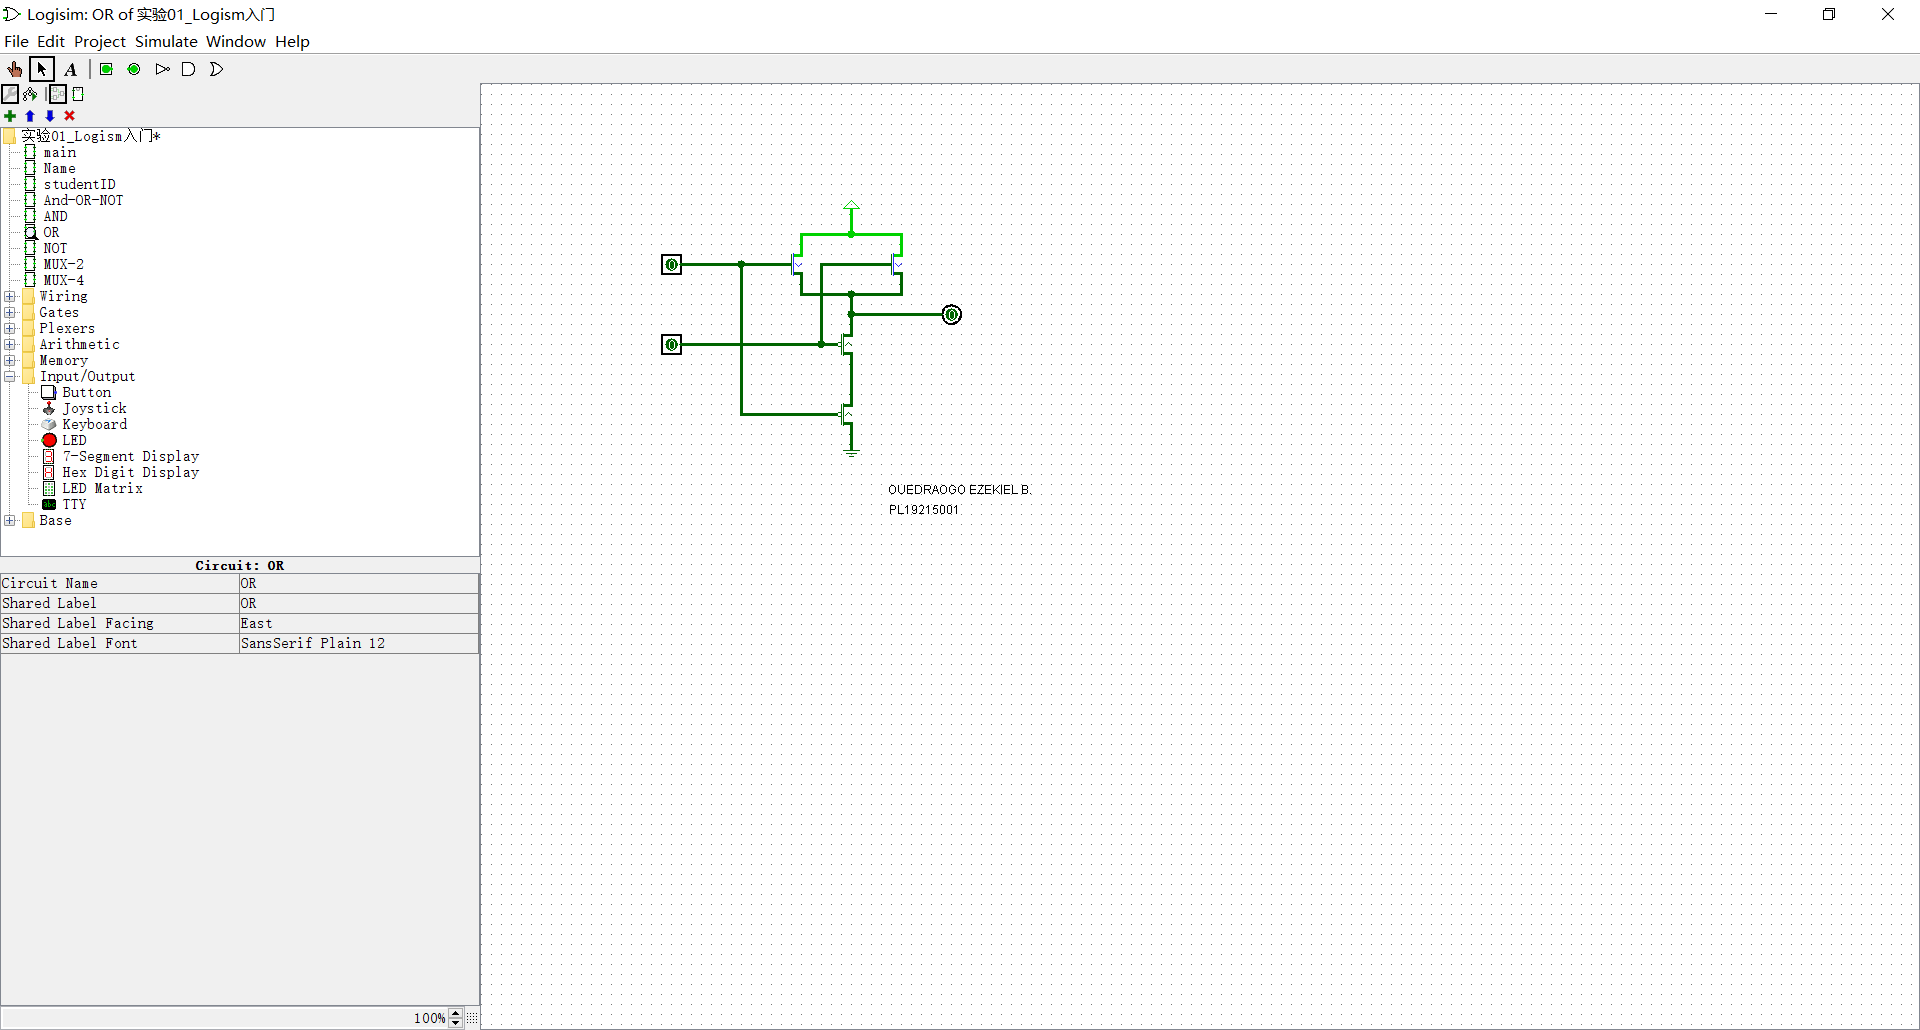 Logisim: OR of 实验01_Logism入门
File Edit Project Simulate Window Help
A
实验01_Logism入门*
main
Name
studentID
And-OR-NOT
AND
OR
NOT
MUX-2
MUX-4
Wiring
Gates
Plexers
Arithmetic
Memory
Input/Output
Button
Joystick
Keyboard
LED
7-Segment Display
Hex Digit Display
LED Matrix
TTY
Base
Circuit: OR
Circuit Name OR
Shared Label OR
Shared Label Facing East
Shared Label Font SansSerif Plain 12
100%
0
0
0
OUEDRAOGO EZEKIEL B.
PL19215001